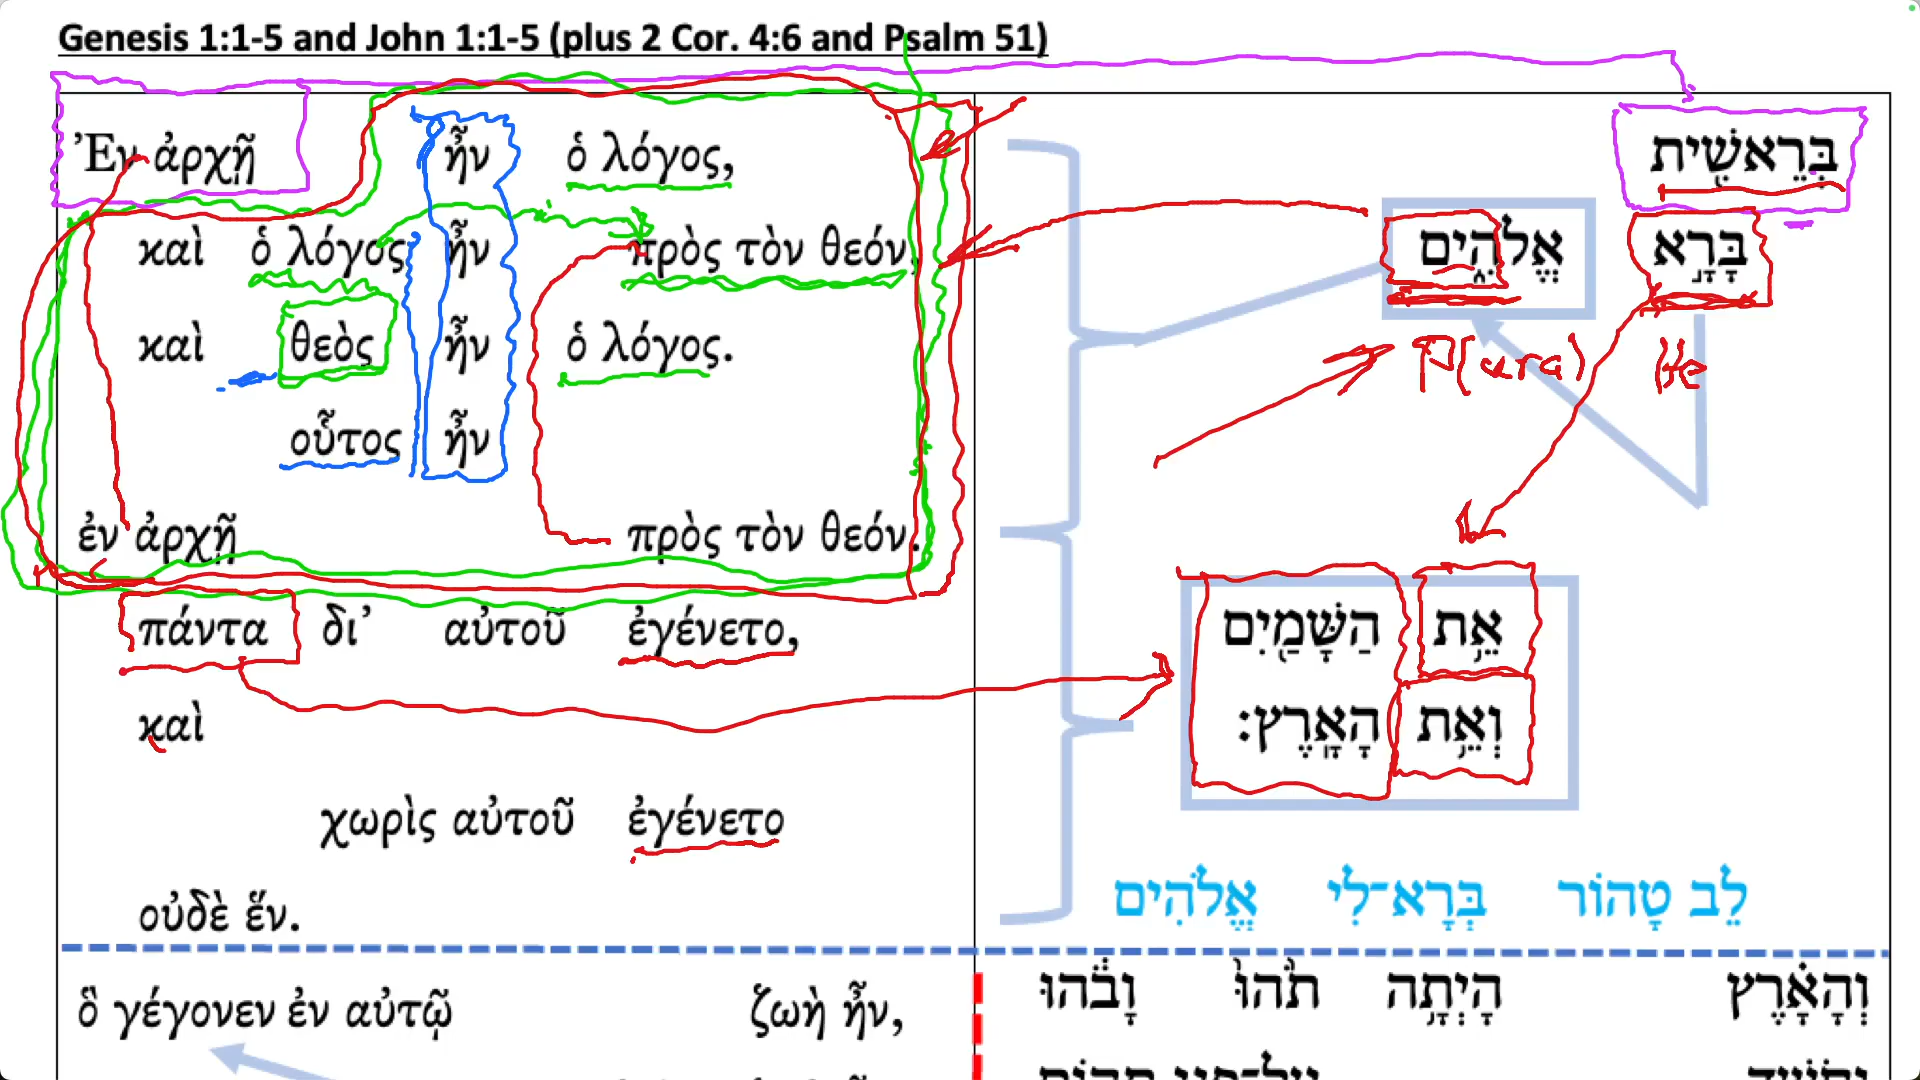 Genesis 1:1-5 and John 1:1-5 (plus 2 Cor. 4:6 and Psalm 51)
Ἐν ἀρχῇ ἦν ὁ λόγος,
καὶ ὁ λόγος ἦν πρὸς τὸν θεόν,
καὶ θεὸς ἦν ὁ λόγος.
οὗτος ἦν
ἐν ἀρχῇ πρὸς τὸν θεόν.
πάντα δι’ αὐτοῦ ἐγένετο,
καὶ
χωρὶς αὐτοῦ ἐγένετο
οὐδὲ ἕν.
ὃ γέγονεν ἐν αὐτῷ ζωὴ ἦν,
בְּרֵאשִׁ֖ית
בָּרָ֣א אֱלֹהִ֑ים
He
אֵ֥ת הַשָּׁמַ֖יִם
וְאֵ֥ת הָאָֽרֶץ׃
לֵב טָהוֹר בְּרָא־לִי אֱלֹהִים
וְהָאָ֗רֶץ הָיְתָ֥ה תֹ֙הוּ֙ וָבֹ֔הוּ